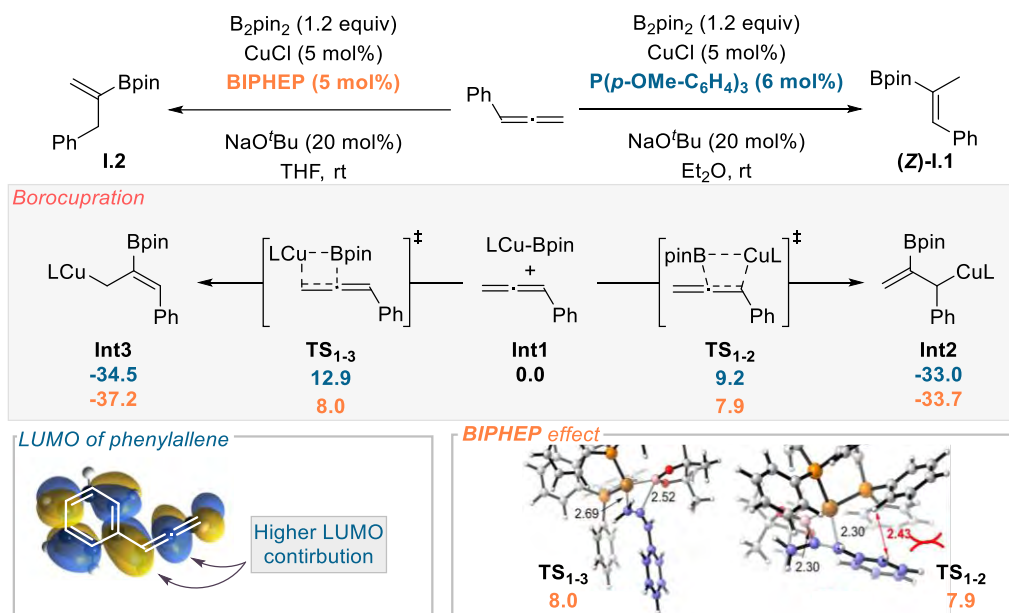 B2pin2 (1.2 equiv)
CuCl (5 mol%)
BIPHEP (5 mol%)
NaOtBu (20 mol%)
THF, rt
B2pin2 (1.2 equiv)
CuCl (5 mol%)
P(p-OMe-C6H4)3 (6 mol%)
NaOtBu (20 mol%)
Et2O, rt
Bpin
Ph
I.2
Ph
Bpin
Ph
(Z)-I.1
Borocupration
Bpin
LCu
Ph
LCu Bpin
Ph
‡
LCu-Bpin
+
Ph
pinB CuL
Ph
‡
Bpin
CuL
Ph
Int3
TS1-3
Int1
TS1-2
Int2
-34.5
12.9
0.0
9.2
-33.0
-37.2
8.0
7.9
-33.7
LUMO of phenylallene
Higher LUMO
contirbution
BIPHEP effect
2.52
2.69
TS1-3
8.0
2.30
2.43
2.30
TS1-2
7.9